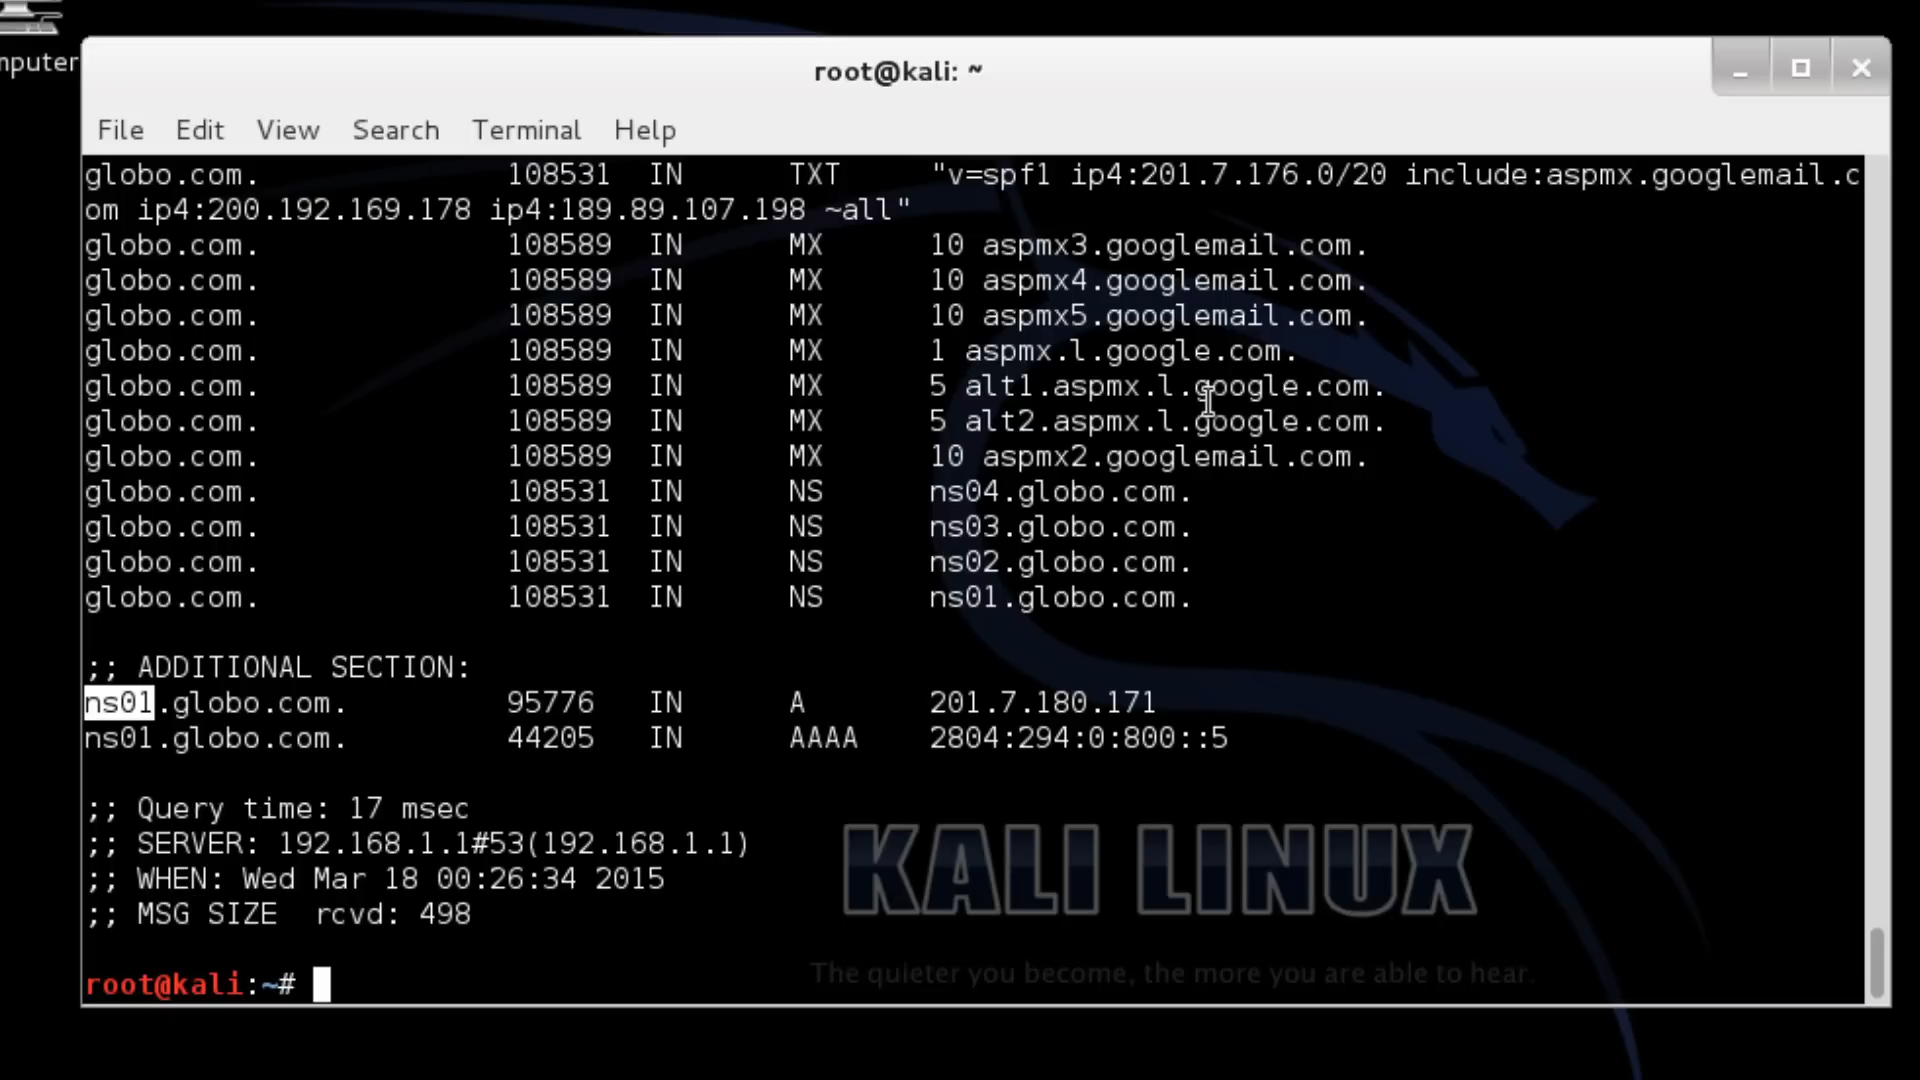 mputer
root@kali: ~
File Edit View Search Terminal Help
globo.com. 108531 IN TXT "v=spf1 ip4:201.7.176.0/20 include:aspmx.googlemail.c
om ip4:200.192.169.178 ip4:189.89.107.198 ~all"
globo.com. 108589 IN MX 10 aspmx3.googlemail.com.
globo.com. 108589 IN MX 10 aspmx4.googlemail.com.
globo.com. 108589 IN MX 10 aspmx5.googlemail.com.
globo.com. 108589 IN MX 1 aspmx.l.google.com.
globo.com. 108589 IN MX 5 alt1.aspmx.l.google.com.
globo.com. 108589 IN MX 5 alt2.aspmx.l.google.com.
globo.com. 108589 IN MX 10 aspmx2.googlemail.com.
globo.com. 108531 IN NS ns04.globo.com.
globo.com. 108531 IN NS ns03.globo.com.
globo.com. 108531 IN NS ns02.globo.com.
globo.com. 108531 IN NS ns01.globo.com.
;; ADDITIONAL SECTION:
ns01.globo.com. 95776 IN A 201.7.180.171
ns01.globo.com. 44205 IN AAAA 2804:294:0:800::5
;; Query time: 17 msec
;; SERVER: 192.168.1.1#53(192.168.1.1)
;; WHEN: Wed Mar 18 00:26:34 2015
;; MSG SIZE rcvd: 498
KALI LINUX
The quieter you become, the more you are able to hear.
root@kali:~#